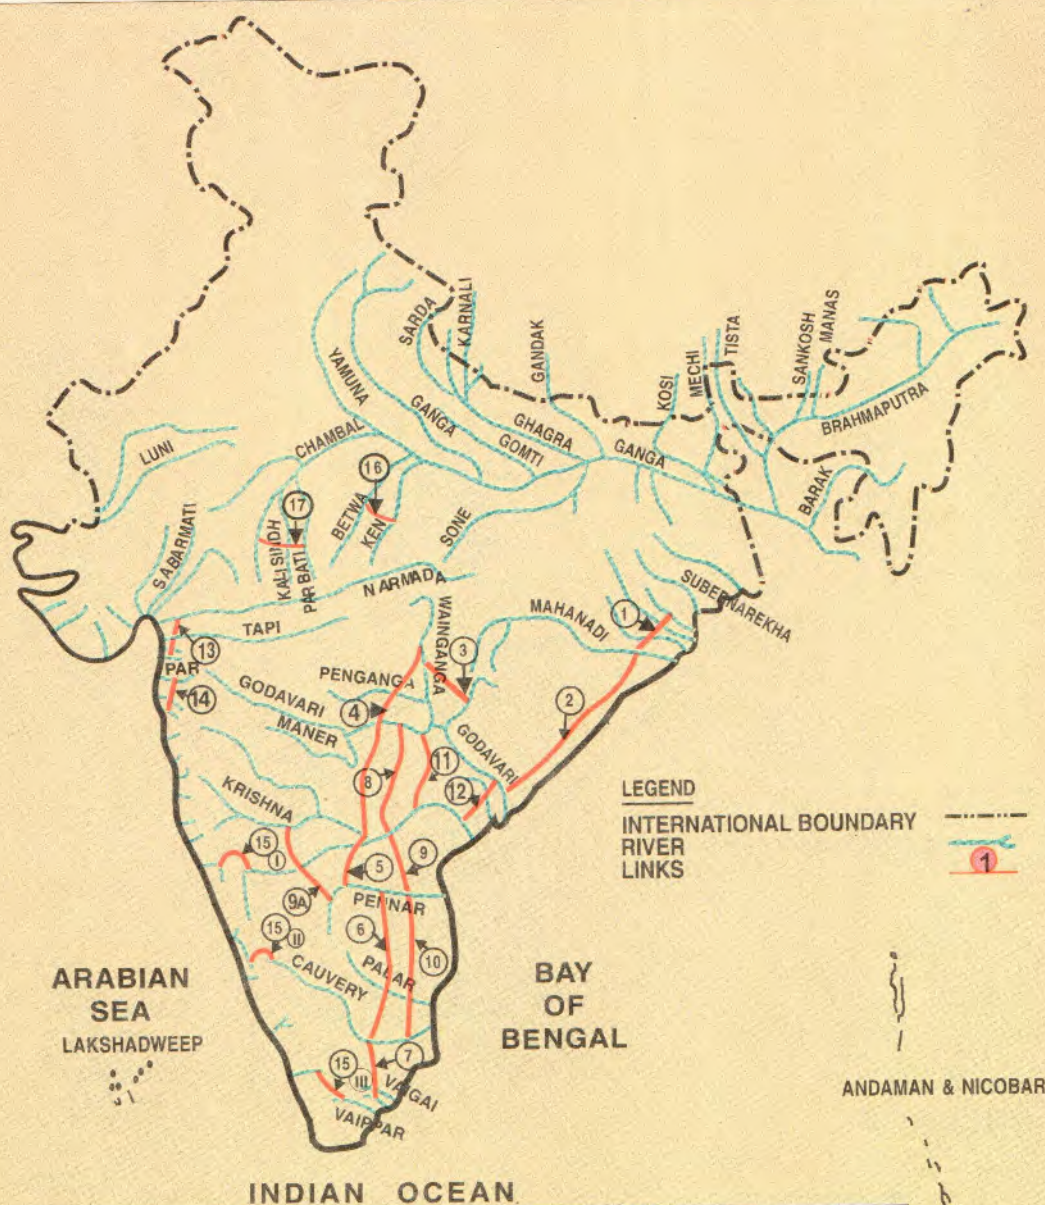 SARDA
KARNALI
GANDAK
KOSI
MECHI
TISTA
SANKOSH
MANAS
YAMUNA
GANGA
GOMTI
GHAGRA
GANGA
BRAHMAPUTRA
BARAK
LUNI
CHAMBAL
16
17
BETWA
KEN
SONE
SABARMATI
KALI SINDH
PARBATI
NARMADA
TAPI
WAINGANGA
MAHANADI
SUBERNAREKHA
1
3
13
PAR
14
PENGANGA
GODAVARI
MANER
4
2
GODAVARI
11
8
12
KRISHNA
15 I
5
9
9A
PENNAR
15 II
6
10
CAUVERY
PALAR
7
15 III
VAIGAI
VAIPPAR
LEGEND
INTERNATIONAL BOUNDARY
RIVER
LINKS
1
ARABIAN
SEA
LAKSHADWEEP
BAY
OF
BENGAL
ANDAMAN & NICOBAR
INDIAN OCEAN